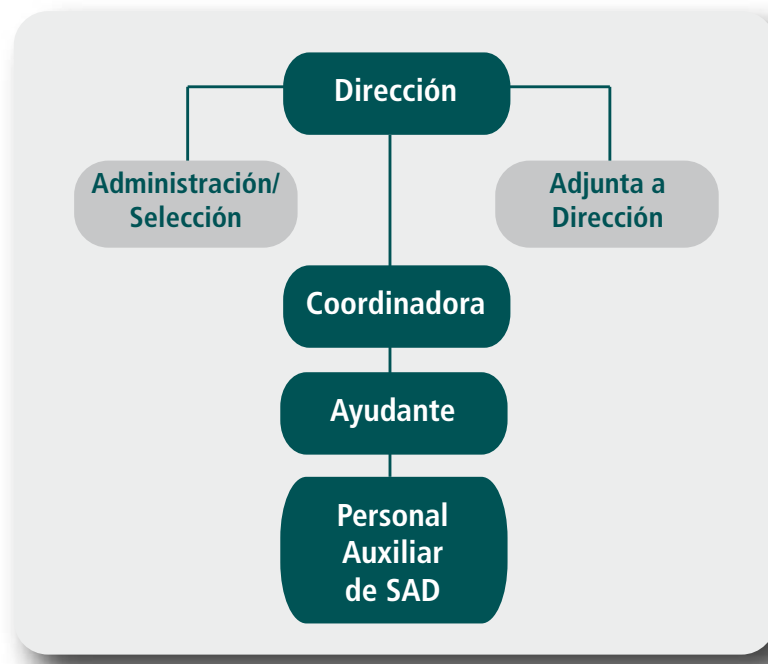 Dirección
Administración/
Selección
Adjunta a
Dirección
Coordinadora
Ayudante
Personal
Auxiliar
de SAD